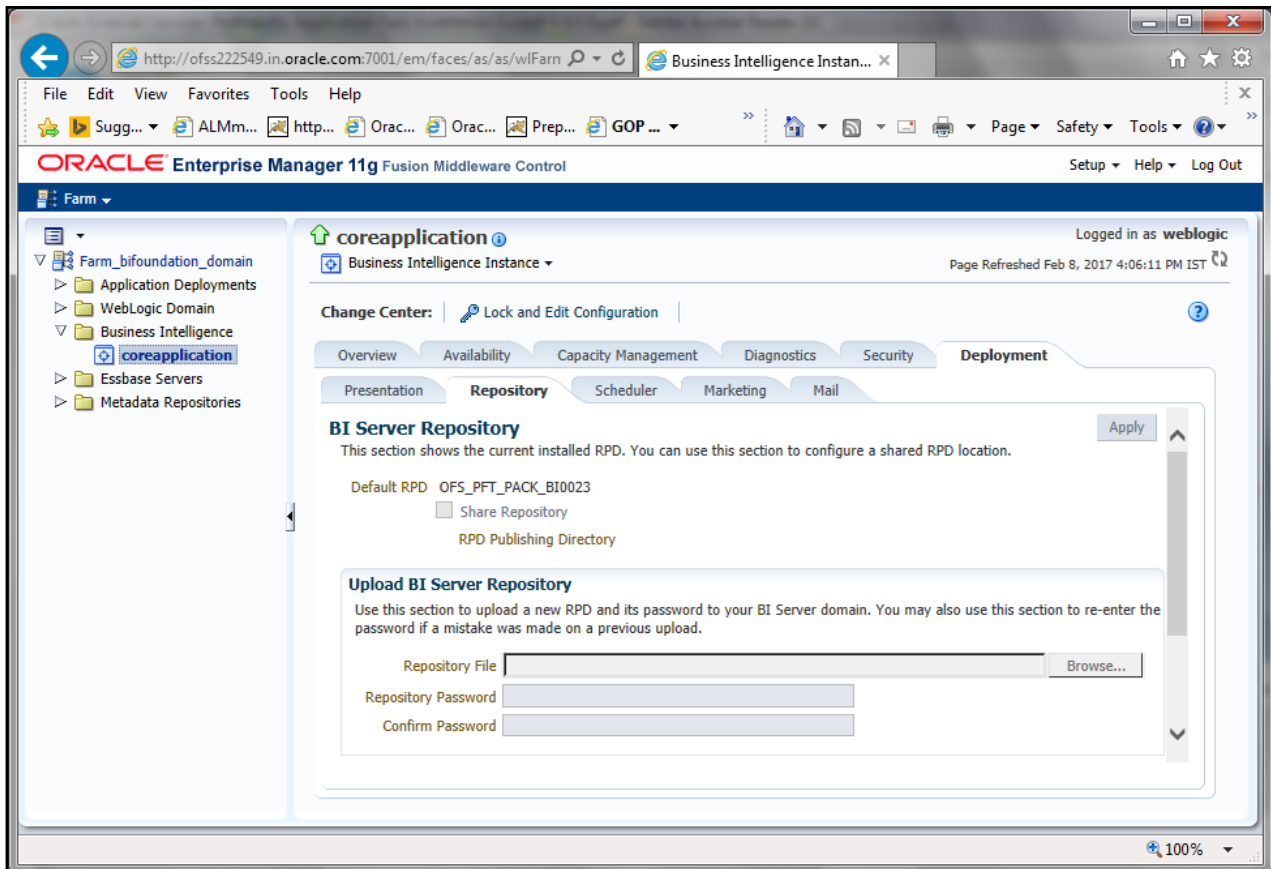 http://ofss222549.in.oracle.com:7001/em/faces/as/as/wlFarn
Business Intelligence Instan...
File Edit View Favorites Tools Help
Sugg... ALMm... http... Orac... Orac... Prep... GOP ... Page Safety Tools
ORACLE Enterprise Manager 11g Fusion Middleware Control
Setup Help Log Out
Farm
coreapplication
Logged in as weblogic
Business Intelligence Instance
Page Refreshed Feb 8, 2017 4:06:11 PM IST
Farm_bifoundation_domain
Application Deployments
WebLogic Domain
Business Intelligence
coreapplication
Essbase Servers
Metadata Repositories
Change Center: Lock and Edit Configuration
Overview Availability Capacity Management Diagnostics Security Deployment
Presentation Repository Scheduler Marketing Mail
BI Server Repository
Apply
This section shows the current installed RPD. You can use this section to configure a shared RPD location.
Default RPD OFS_PFT_PACK_BI0023
Share Repository
RPD Publishing Directory
Upload BI Server Repository
Use this section to upload a new RPD and its password to your BI Server domain. You may also use this section to re-enter the
password if a mistake was made on a previous upload.
Repository File Browse...
Repository Password
Confirm Password
100%